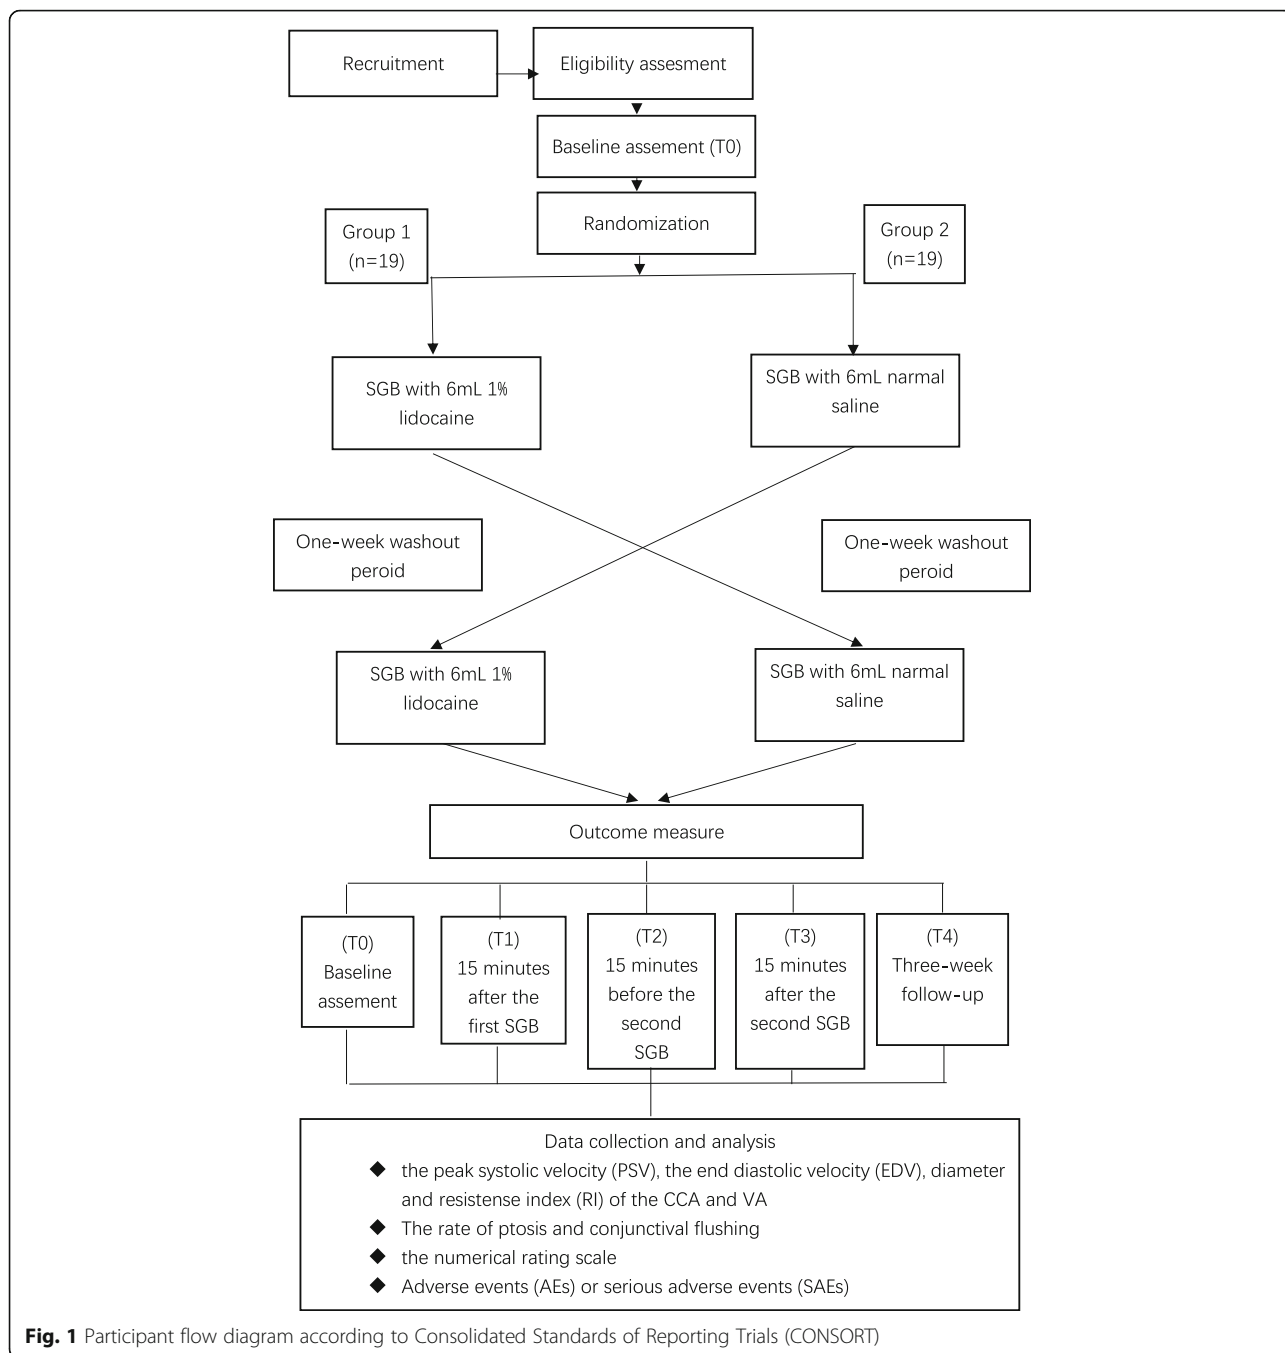 Recruitment
Eligibility assesment
Baseline assement (T0)
Randomization
Group 1
(n=19)
Group 2
(n=19)
SGB with 6mL 1%
lidocaine
SGB with 6mL narmal
saline
One-week washout
peroid
One-week washout
peroid
SGB with 6mL 1%
lidocaine
SGB with 6mL narmal
saline
Outcome measure
(T0)
Baseline
assement
(T1)
15 minutes
after the
first SGB
(T2)
15 minutes
before the
second
SGB
(T3)
15 minutes
after the
second SGB
(T4)
Three-week
follow-up
Data collection and analysis
◆ the peak systolic velocity (PSV), the end diastolic velocity (EDV), diameter
and resistense index (RI) of the CCA and VA
◆ The rate of ptosis and conjunctival flushing
◆ the numerical rating scale
◆ Adverse events (AEs) or serious adverse events (SAEs)
Fig. 1 Participant flow diagram according to Consolidated Standards of Reporting Trials (CONSORT)